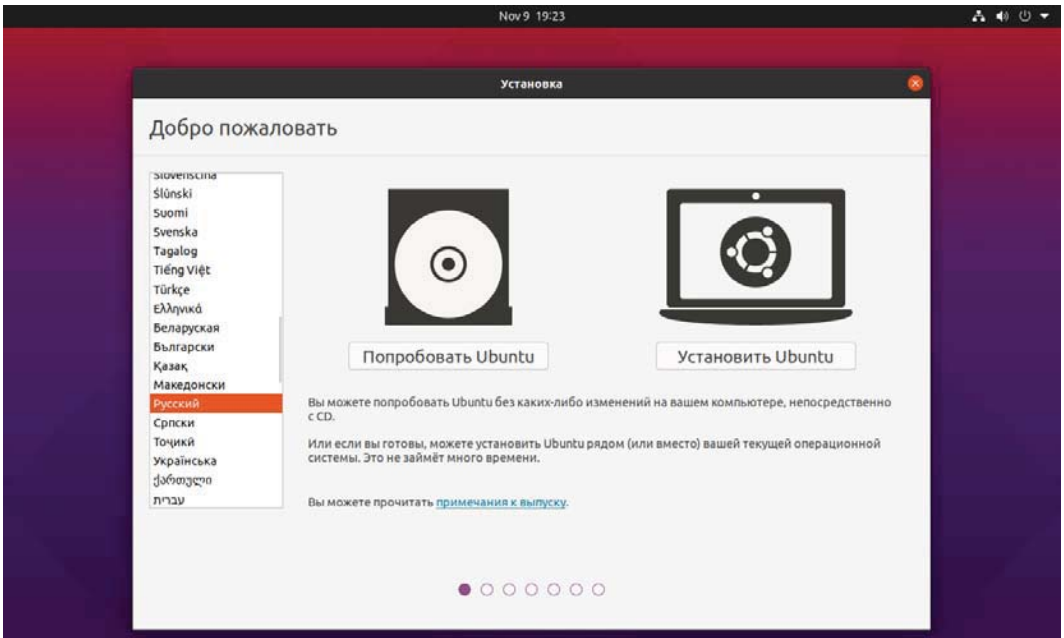 Nov 9 19:23
Установка
Добро пожаловать
Slovenščina
Ślůnski
Suomi
Svenska
Tagalog
Tiếng Việt
Türkçe
Ελληνικά
Беларуская
Български
Қазақ
Македонски
Русский
Српски
Тоҷикӣ
Українська
ქართული
עברית
Попробовать Ubuntu
Установить Ubuntu
Вы можете попробовать Ubuntu без каких-либо изменений на вашем компьютере, непосредственно
с CD.
Или если вы готовы, можете установить Ubuntu рядом (или вместо) вашей текущей операционной
системы. Это не займёт много времени.
Вы можете прочитать примечания к выпуску.